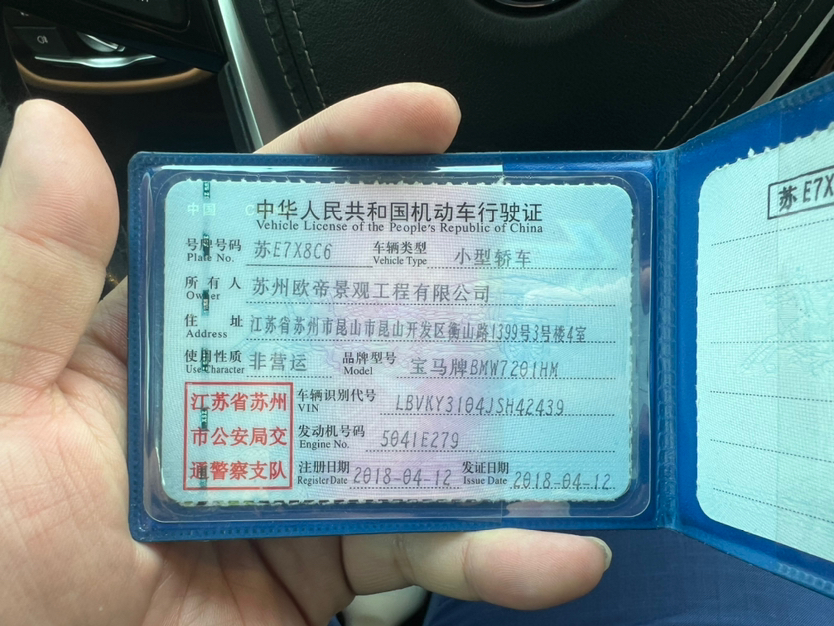 中国
中华人民共和国机动车行驶证
Vehicle License of the People's Republic of China
号牌号码 苏E7X8C6 车辆类型 小型轿车
Plate No. Vehicle Type
所有人 苏州欧帝景观工程有限公司
Owner
住址 江苏省苏州市昆山市昆山开发区衡山路1399号3号楼4室
Address
使用性质 非营运 品牌型号 宝马牌BMW7201HM
Use Character Model
江苏省苏州
市公安局交
通警察支队
车辆识别代号 LBVKY3104JSH42439
VIN
发动机号码 5041E279
Engine No.
注册日期 2018-04-12 发证日期 2018-04-12
Register Date Issue Date
苏E7X